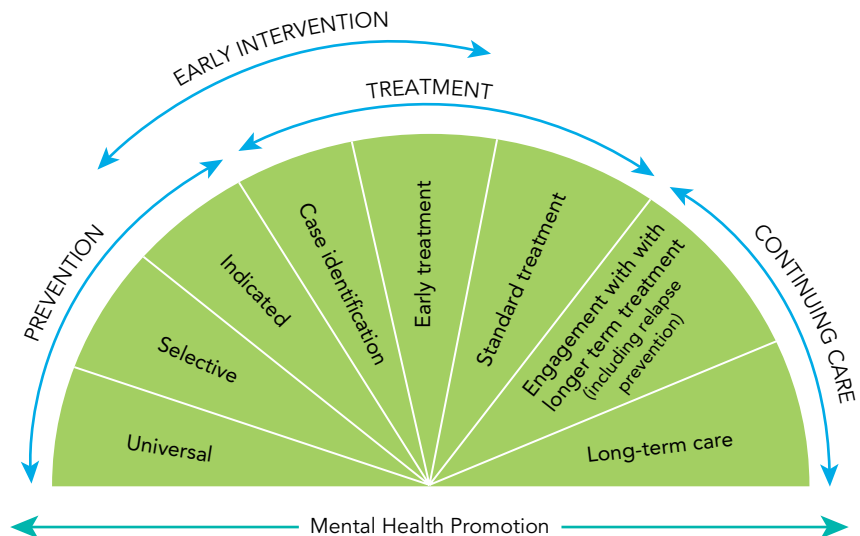 EARLY INTERVENTION
TREATMENT
PREVENTION
CONTINUING CARE
Universal
Selective
Indicated
Case identification
Early treatment
Standard treatment
Engagement with with
longer term treatment
(including relapse
prevention)
Long-term care
Mental Health Promotion